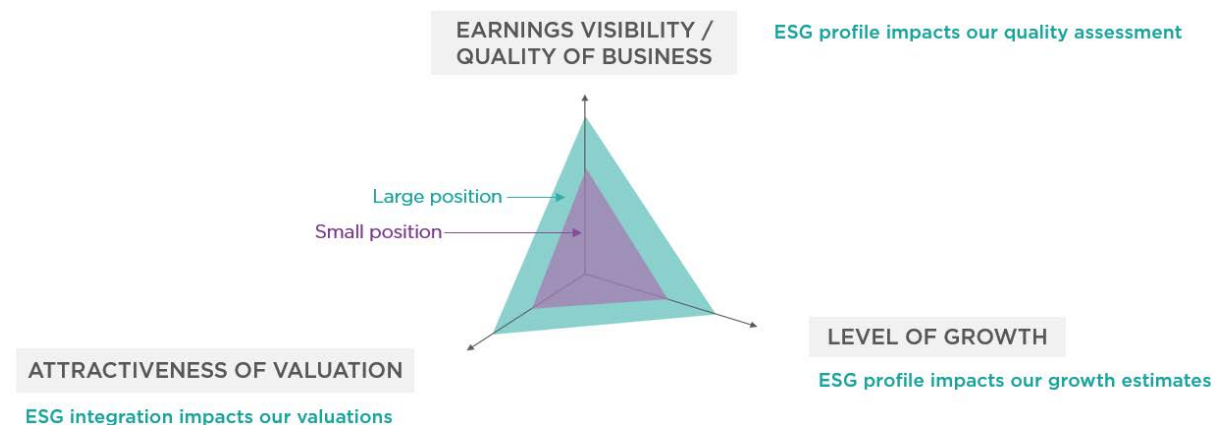 EARNINGS VISIBILITY /
QUALITY OF BUSINESS
ESG profile impacts our quality assessment
Large position
Small position
LEVEL OF GROWTH
ESG profile impacts our growth estimates
ATTRACTIVENESS OF VALUATION
ESG integration impacts our valuations